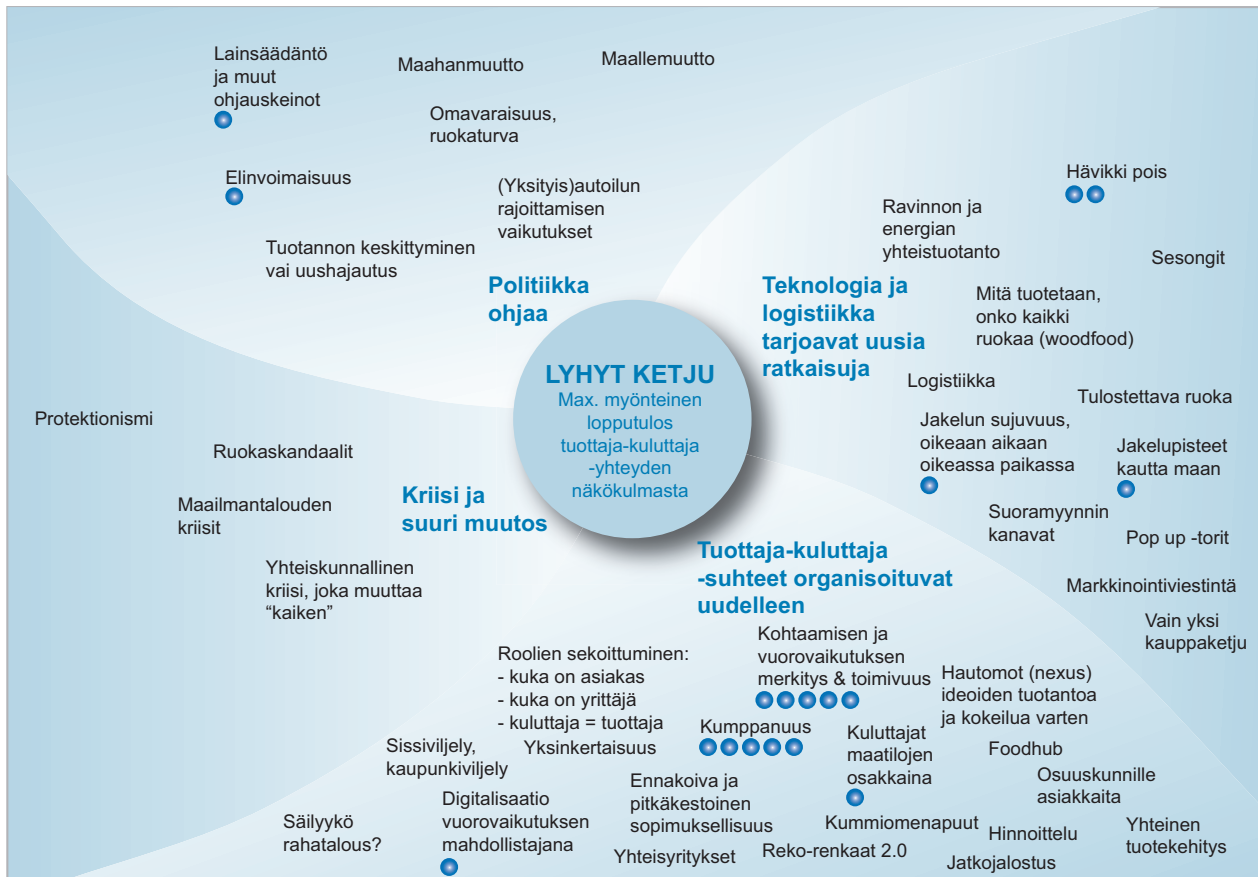 Lainsäädäntö
ja muut
ohjauskeinot
Maahanmuutto
Maallemuutto
Omavaraisuus,
ruokaturva
Elinvoimaisuus
(Yksityis)autoilun
rajoittamisen
vaikutukset
Tuotannon keskittyminen
vai uushajautus
Politiikka
ohjaa
Hävikki pois
Ravinnon ja
energian
yhteistuotanto
Sesongit
Teknologia ja
logistiikka
tarjoavat uusia
ratkaisuja
Mitä tuotetaan,
onko kaikki
ruokaa (woodfood)
Logistiikka
Tulostettava ruoka
Jakelun sujuvuus,
oikeaan aikaan
oikeassa paikassa
Jakelupisteet
kautta maan
Suoramyynnin
kanavat
Pop up -torit
Markkinointiviestintä
Vain yksi
kauppaketju
LYHYT KETJU
Max. myönteinen
lopputulos
tuottaja-kuluttaja
-yhteyden
näkökulmasta
Protektionismi
Ruokaskandaalit
Kriisi ja
suuri muutos
Maailmantalouden
kriisit
Yhteiskunnallinen
kriisi, joka muuttaa
“kaiken”
Tuottaja-kuluttaja
-suhteet organisoituvat
uudelleen
Kohtaamisen ja
vuorovaikutuksen
merkitys & toimivuus
Roolien sekoittuminen:
- kuka on asiakas
- kuka on yrittäjä
- kuluttaja = tuottaja
Hautomot (nexus)
ideoiden tuotantoa
ja kokeilua varten
Kumppanuus
Kuluttajat
maatilojen
osakkaina
Yksinkertaisuus
Foodhub
Sissiviljely,
kaupunkiviljely
Osuuskunnille
asiakkaita
Ennakoiva ja
pitkäkestoinen
sopimuksellisuus
Digitalisaatio
vuorovaikutuksen
mahdollistajana
Säilyykö
rahatalous?
Kummiomenapuut
Hinnoittelu
Yhteinen
tuotekehitys
Yhteisyritykset
Reko-renkaat 2.0
Jatkojalostus